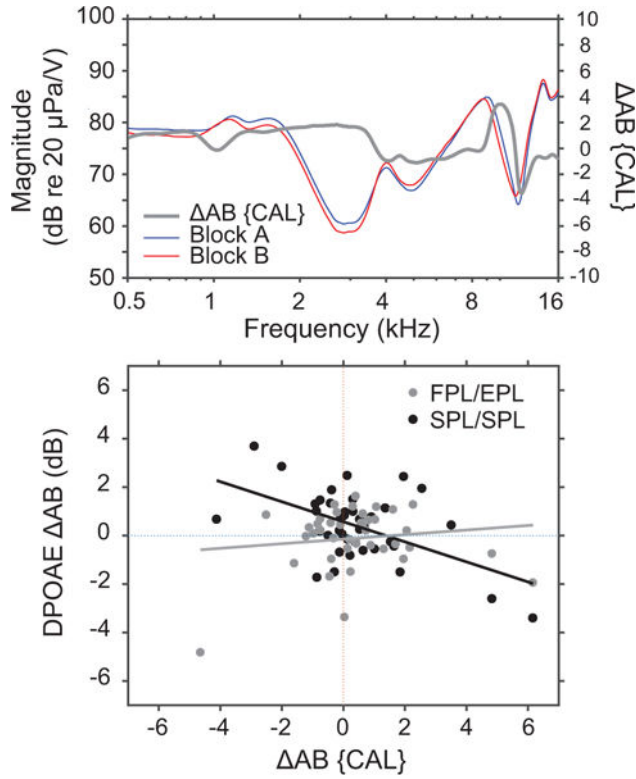 100
90
80
70
60
50
Magnitude
(dB re 20 μPa/V)
10
8
6
4
2
0
-2
-4
-6
-8
-10
ΔAB
{CAL}
ΔAB {CAL}
Block A
Block B
0.5 1 2 4 8 16
Frequency (kHz)
6
4
2
0
-2
-4
-6
DPOAE ΔAB (dB)
FPL/EPL
SPL/SPL
-6 -4 -2 0 2 4 6
ΔAB {CAL}